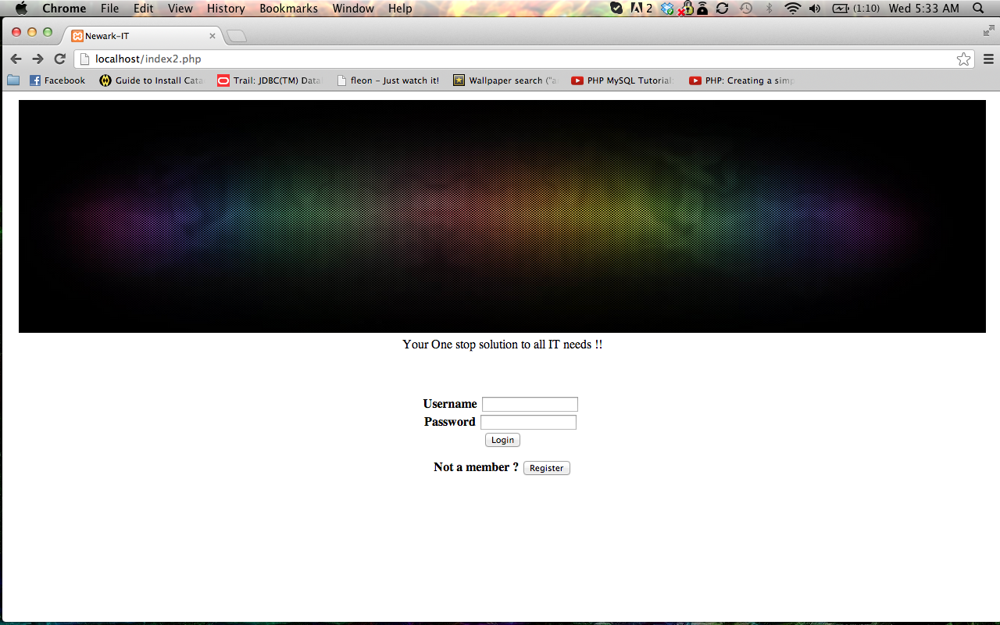 Chrome File Edit View History Bookmarks Window Help 2 (1:10) Wed 5:33 AM
Newark-IT
localhost/index2.php
Facebook Guide to Install Cata Trail: JDBC(TM) Data fleon - Just watch it! Wallpaper search ("a PHP MySQL Tutorial: PHP: Creating a simp
Your One stop solution to all IT needs !!
Username
Password
Login
Not a member ? Register